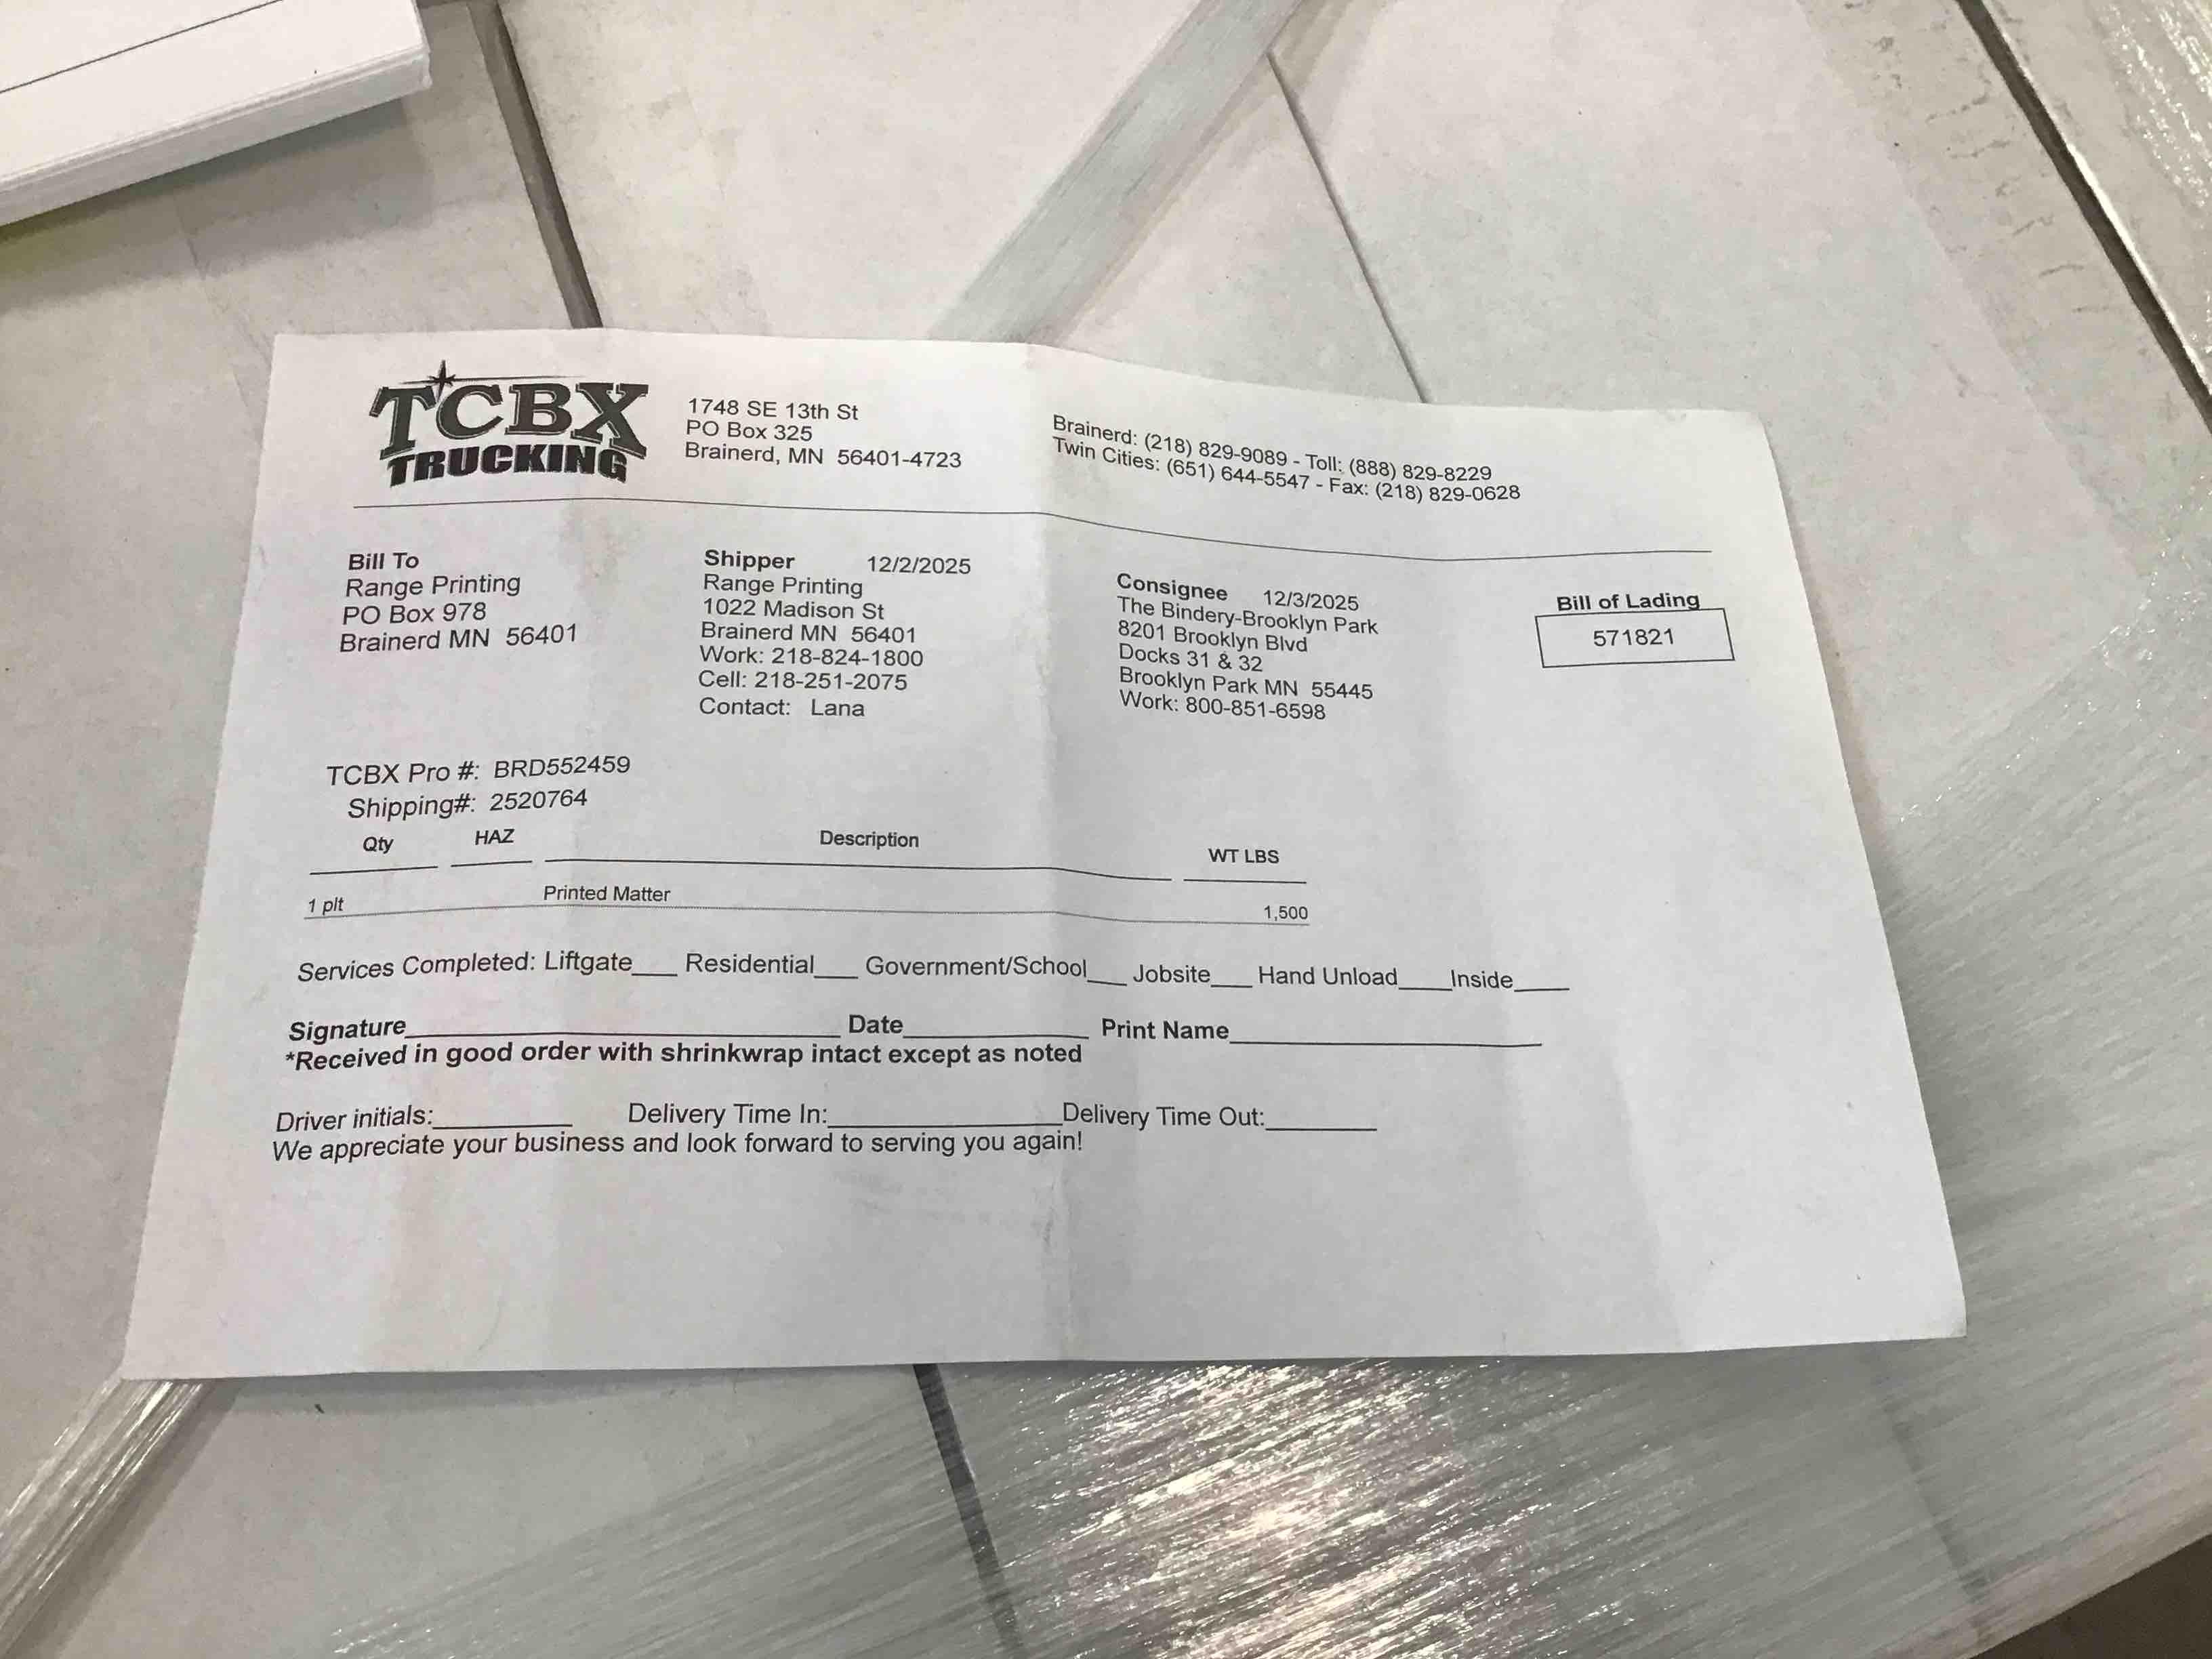 TCBX
TRUCKING
1748 SE 13th St
PO Box 325
Brainerd, MN 56401-4723
Brainerd: (218) 829-9089 - Toll: (888) 829-8229
Twin Cities: (651) 644-5547 - Fax: (218) 829-0628
Bill To
Range Printing
PO Box 978
Brainerd MN 56401
Shipper 12/2/2025
Range Printing
1022 Madison St
Brainerd MN 56401
Work: 218-824-1800
Cell: 218-251-2075
Contact: Lana
Consignee 12/3/2025
The Bindery-Brooklyn Park
8201 Brooklyn Blvd
Docks 31 & 32
Brooklyn Park MN 55445
Work: 800-851-6598
Bill of Lading
571821
TCBX Pro #: BRD552459
Shipping#: 2520764
Qty HAZ Description WT LBS
1 plt Printed Matter 1,500
Services Completed: Liftgate___ Residential___ Government/School___ Jobsite___ Hand Unload____Inside____
Signature____________________ Date__________ Print Name____________________
*Received in good order with shrinkwrap intact except as noted
Driver initials:__________ Delivery Time In:________________Delivery Time Out:________
We appreciate your business and look forward to serving you again!